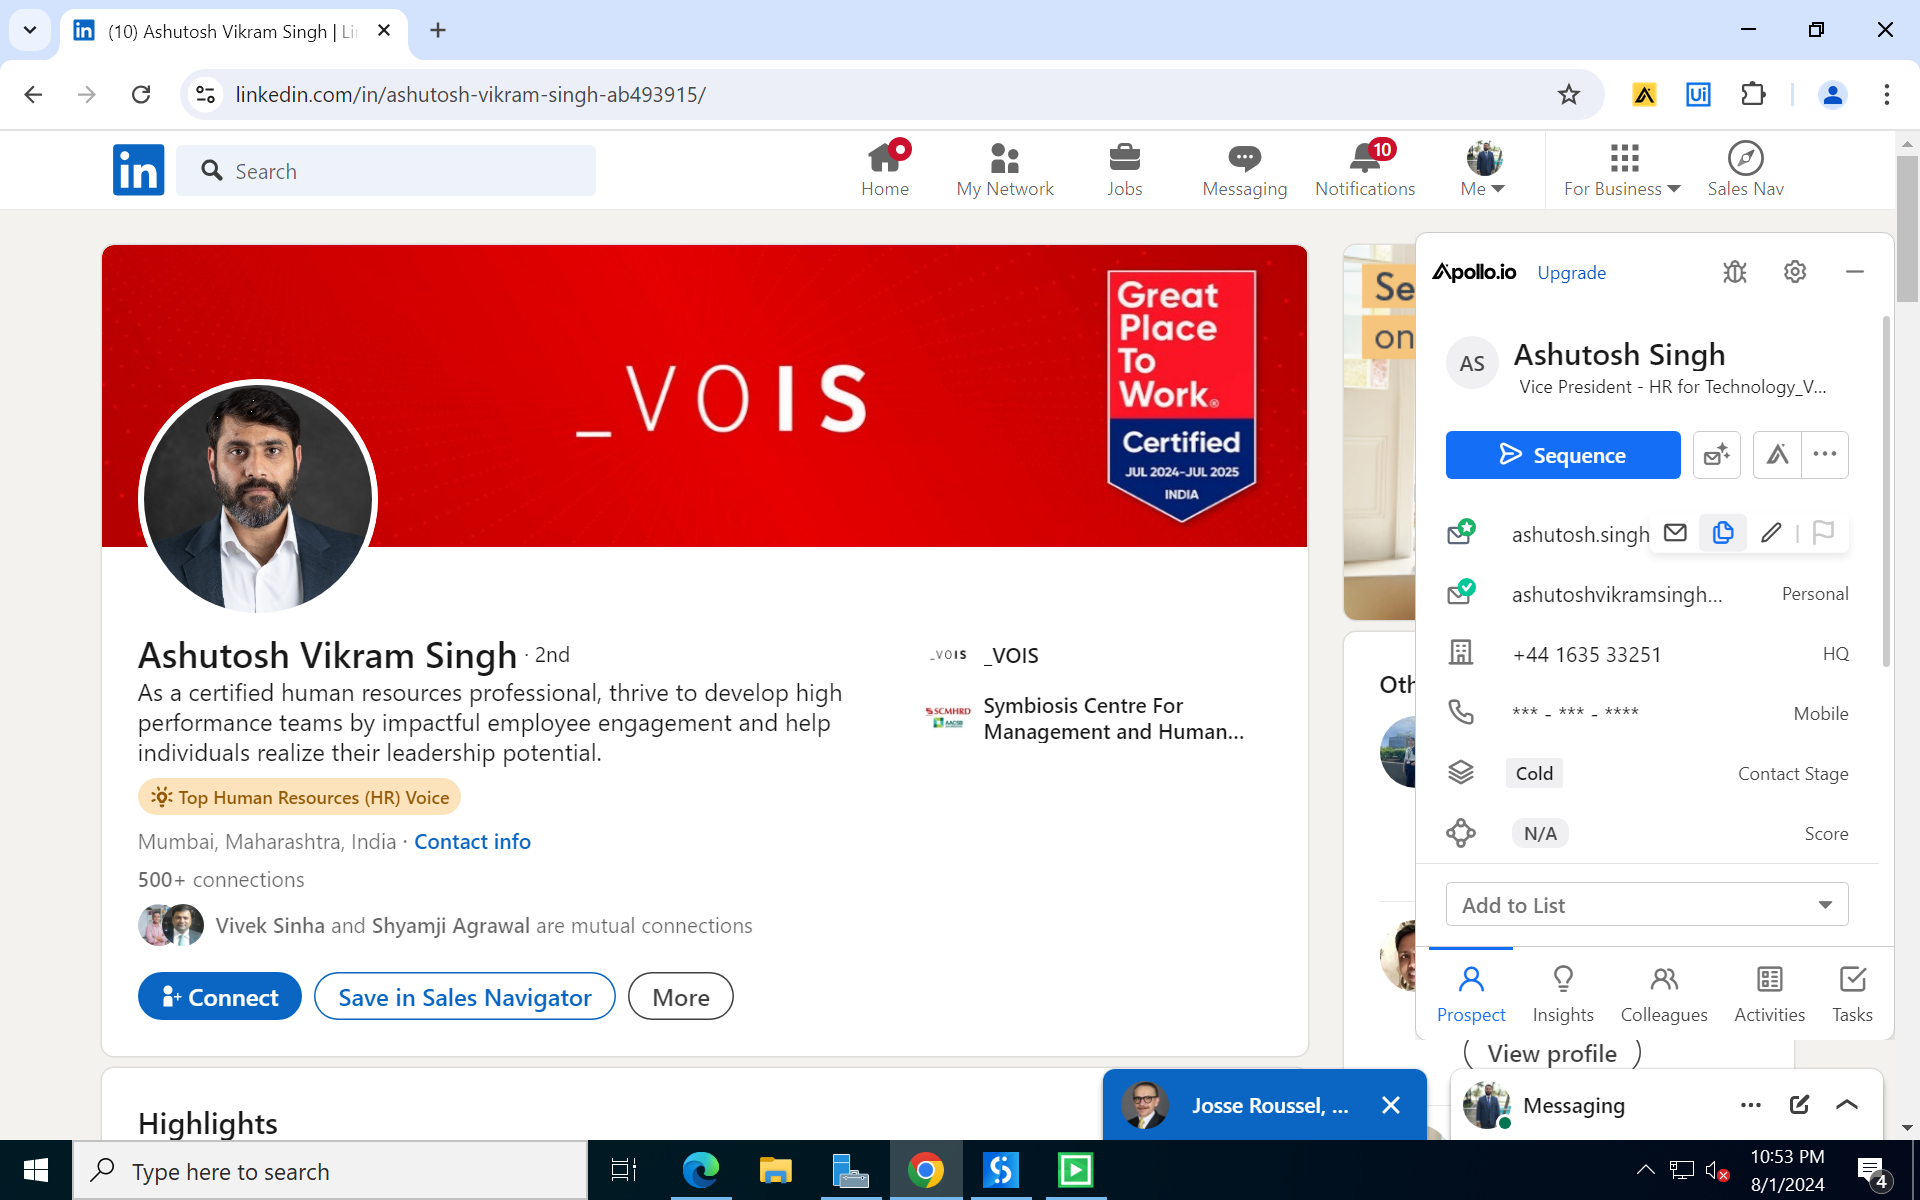 (10) Ashutosh Vikram Singh | Li
linkedin.com/in/ashutosh-vikram-singh-ab493915/
Ui
in
Search
Home
My Network
Jobs
Messaging
10
Notifications
Me
For Business
Sales Nav
_VOIS
Great
Place
To
Work®
Certified
JUL 2024-JUL 2025
INDIA
Se
on
Apollo.io
Upgrade
AS
Ashutosh Singh
Vice President - HR for Technology_V...
Sequence
ashutosh.singh
ashutoshvikramsingh...
Personal
+44 1635 33251
HQ
*** - *** - ****
Mobile
Cold
Contact Stage
N/A
Score
Add to List
Prospect
Insights
Colleagues
Activities
Tasks
Ashutosh Vikram Singh · 2nd
As a certified human resources professional, thrive to develop high
performance teams by impactful employee engagement and help
individuals realize their leadership potential.
Top Human Resources (HR) Voice
Mumbai, Maharashtra, India · Contact info
500+ connections
Vivek Sinha and Shyamji Agrawal are mutual connections
_VOIS
_VOIS
SCMHRD
AACSB
Symbiosis Centre For
Management and Human...
Connect
Save in Sales Navigator
More
Oth
View profile
Highlights
Josse Roussel, ...
Messaging
Type here to search
10:53 PM
8/1/2024
4